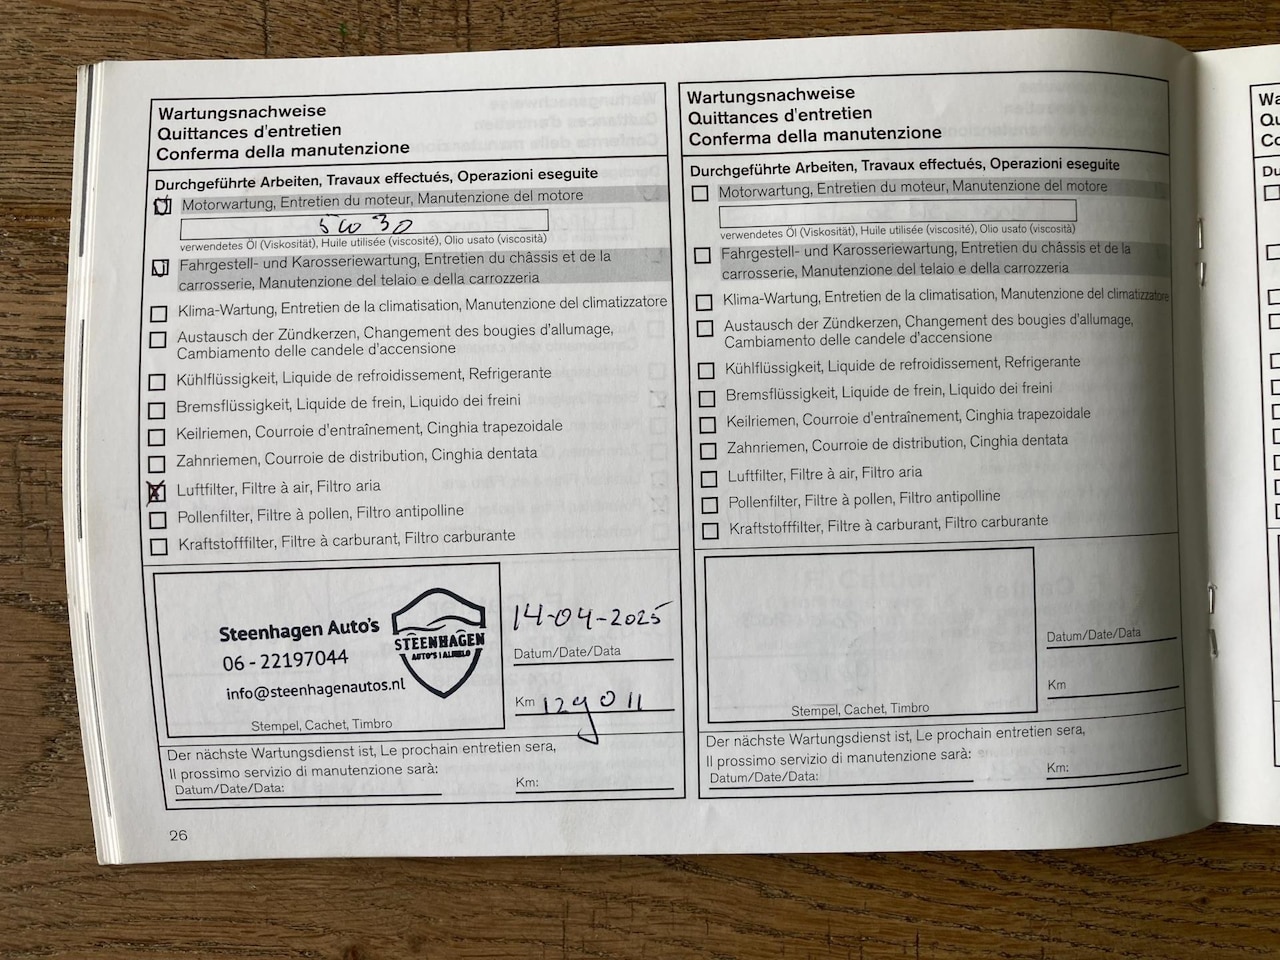 Wartungsnachweise
Quittances d'entretien
Conferma della manutenzione
Durchgeführte Arbeiten, Travaux effectués, Operazioni eseguite
Motorwartung, Entretien du moteur, Manutenzione del motore
5W30
verwendetes Öl (Viskosität), Huile utilisée (viscosité), Olio usato (viscosità)
Fahrgestell- und Karosseriewartung, Entretien du châssis et de la
carrosserie, Manutenzione del telaio e della carrozzeria
Klima-Wartung, Entretien de la climatisation, Manutenzione del climatizzatore
Austausch der Zündkerzen, Changement des bougies d'allumage,
Cambiamento delle candele d'accensione
Kühlflüssigkeit, Liquide de refroidissement, Refrigerante
Bremsflüssigkeit, Liquide de frein, Liquido dei freini
Keilriemen, Courroie d'entraînement, Cinghia trapezoidale
Zahnriemen, Courroie de distribution, Cinghia dentata
Luftfilter, Filtre à air, Filtro aria
Pollenfilter, Filtre à pollen, Filtro antipolline
Kraftstofffilter, Filtre à carburant, Filtro carburante
Steenhagen Auto's
06 - 22197044
info@steenhagenautos.nl
STEENHAGEN
AUTO'S | ALMELO
Stempel, Cachet, Timbro
14-04-2025
Datum/Date/Data
Km 129011
Der nächste Wartungsdienst ist, Le prochain entretien sera,
Il prossimo servizio di manutenzione sarà:
Datum/Date/Data:
Km:
26
Wartungsnachweise
Quittances d'entretien
Conferma della manutenzione
Durchgeführte Arbeiten, Travaux effectués, Operazioni eseguite
Motorwartung, Entretien du moteur, Manutenzione del motore
verwendetes Öl (Viskosität), Huile utilisée (viscosité), Olio usato (viscosità)
Fahrgestell- und Karosseriewartung, Entretien du châssis et de la
carrosserie, Manutenzione del telaio e della carrozzeria
Klima-Wartung, Entretien de la climatisation, Manutenzione del climatizzatore
Austausch der Zündkerzen, Changement des bougies d'allumage,
Cambiamento delle candele d'accensione
Kühlflüssigkeit, Liquide de refroidissement, Refrigerante
Bremsflüssigkeit, Liquide de frein, Liquido dei freini
Keilriemen, Courroie d'entraînement, Cinghia trapezoidale
Zahnriemen, Courroie de distribution, Cinghia dentata
Luftfilter, Filtre à air, Filtro aria
Pollenfilter, Filtre à pollen, Filtro antipolline
Kraftstofffilter, Filtre à carburant, Filtro carburante
Stempel, Cachet, Timbro
Datum/Date/Data
Km
Der nächste Wartungsdienst ist, Le prochain entretien sera,
Il prossimo servizio di manutenzione sarà:
Datum/Date/Data:
Km: